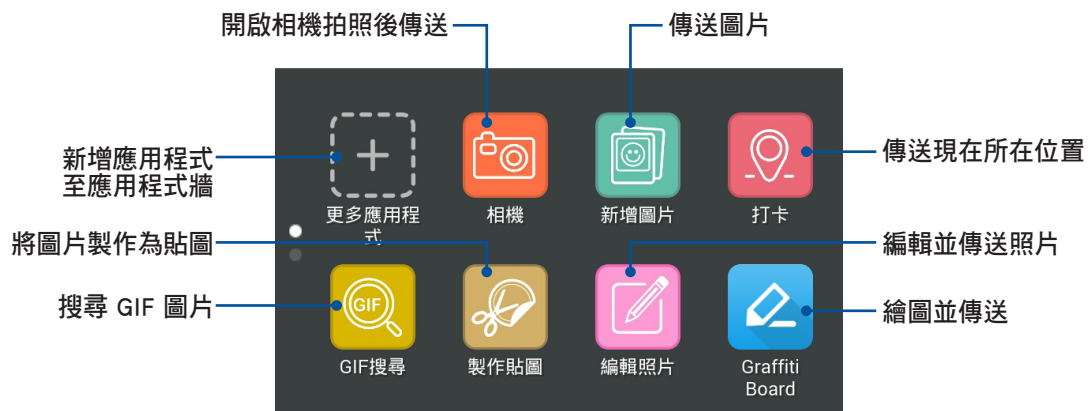 開啟相機拍照後傳送
傳送圖片
新增應用程式
至應用程式牆
傳送現在所在位置
更多應用程
式
相機
新增圖片
打卡
將圖片製作為貼圖
編輯並傳送照片
搜尋 GIF 圖片
GIF
繪圖並傳送
GIF搜尋
製作貼圖
編輯照片
Graffiti
Board